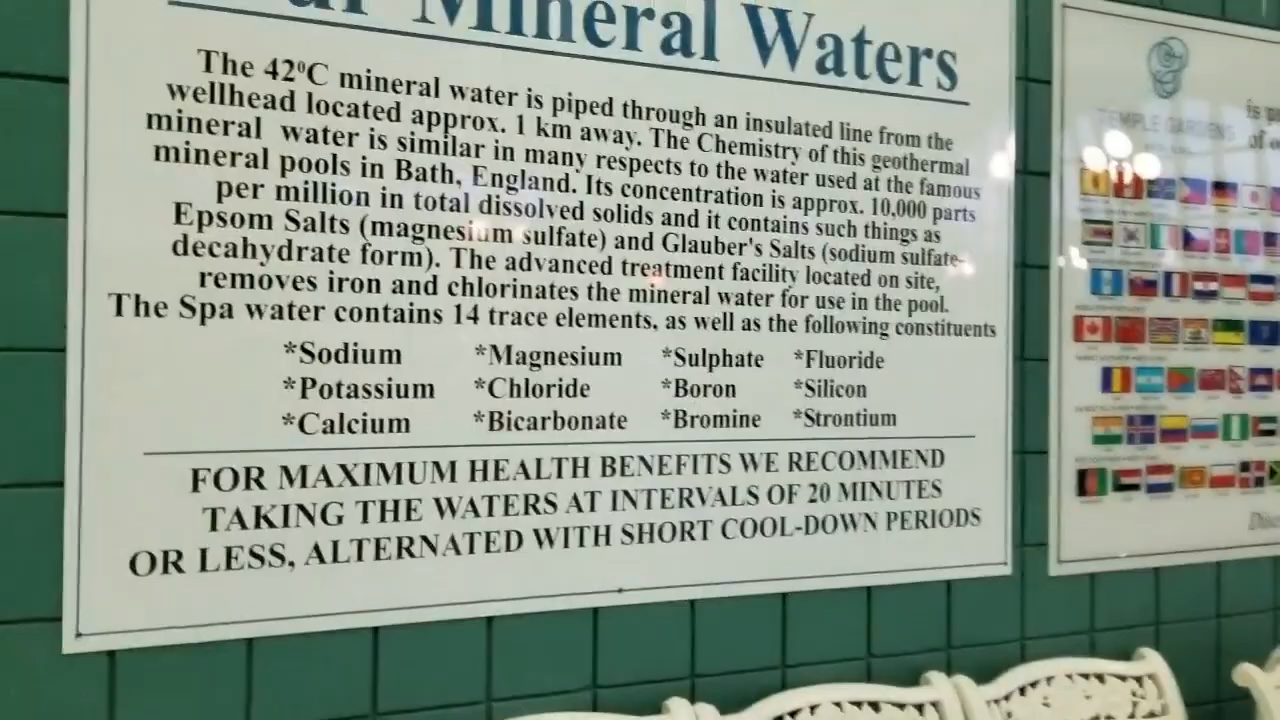 Mineral Waters
The 42ºC mineral water is piped through an insulated line from the
wellhead located approx. 1 km away. The Chemistry of this geothermal
mineral water is similar in many respects to the water used at the famous
mineral pools in Bath, England. Its concentration is approx. 10,000 parts
per million in total dissolved solids and it contains such things as
Epsom Salts (magnesium sulfate) and Glauber's Salts (sodium sulfate-
decahydrate form). The advanced treatment facility located on site,
removes iron and chlorinates the mineral water for use in the pool.
The Spa water contains 14 trace elements, as well as the following constituents
*Sodium *Magnesium *Sulphate *Fluoride
*Potassium *Chloride *Boron *Silicon
*Calcium *Bicarbonate *Bromine *Strontium
FOR MAXIMUM HEALTH BENEFITS WE RECOMMEND
TAKING THE WATERS AT INTERVALS OF 20 MINUTES
OR LESS, ALTERNATED WITH SHORT COOL-DOWN PERIODS
TEMPLE GARDENS
is
of